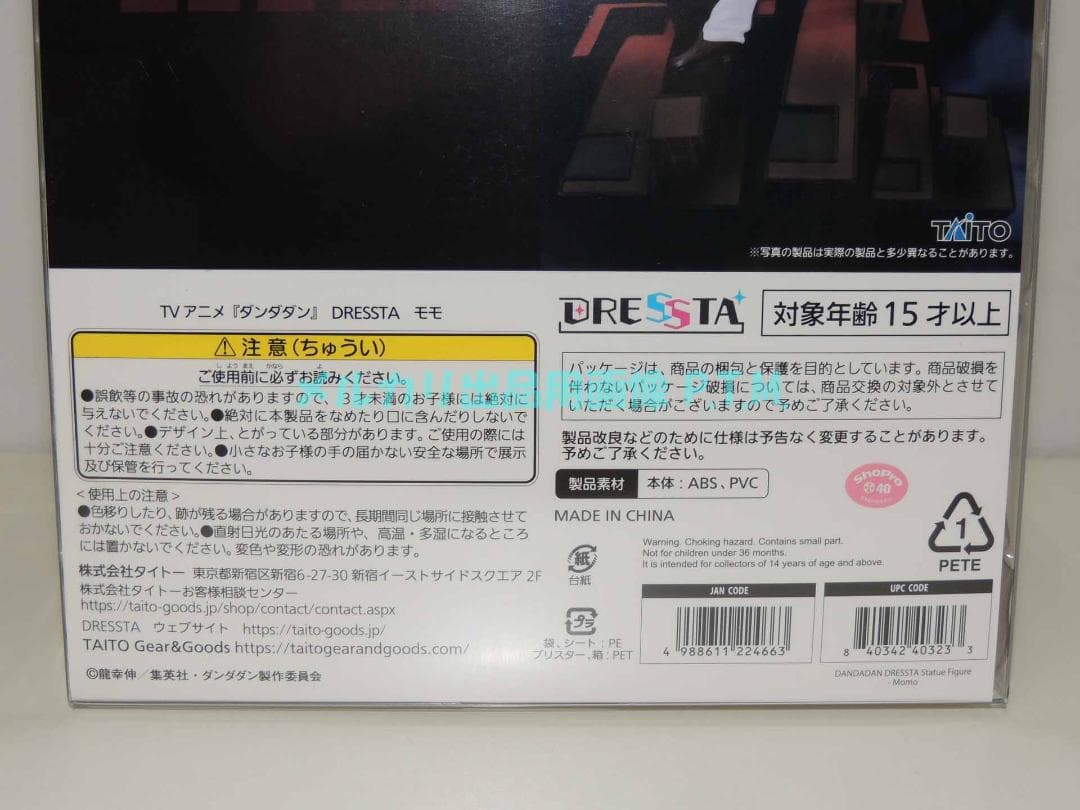 TAITO
※写真の製品は実際の製品と多少異なることがあります。
TVアニメ『ダンダダン』 DRESSTA モモ
⚠注意(ちゅうい)
しようまえ かなら よ
ご使用前に必ずお読みください。
●誤飲等の事故の恐れがありますので、 才未満のお子様には絶対に
与えないでください。●絶対に本製品をなめたり口に含んだりしないで
ください。●デザイン上、とがっている部分があります。ご使用の際には
十分ご注意ください。●小さなお子様の手の届かない安全な場所で展示
及び保管を行ってください。
<使用上の注意>
●色移りしたり、跡が残る場合がありますので、長期間同じ場所に接触させて
おかないでください。●直射日光のあたる場所や、高温・多湿になるところ
には置かないでください。変色や変形の恐れがあります。
株式会社タイトー 東京都新宿区新宿6-27-30 新宿イーストサイドスクエア 2F
株式会社タイトーお客様相談センター
https://taito-goods.jp/shop/contact/contact.aspx
DRESSTA ウェブサイト https://taito-goods.jp/
TAITO Gear&Goods https://taitogearandgoods.com/
©龍幸伸／集英社・ダンダダン製作委員会
DRESSTA
対象年齢15才以上
パッケージは、商品の梱包と保護を目的としています。商品破損を
伴わないパッケージ破損については、商品交換の対象外とさせて
いただく場合がございますので予めご了承ください。
製品改良などのために仕様は予告なく変更することがあります。
予めご了承ください。
製品素材 本体：ABS、PVC
MADE IN CHINA
ShoPro
40
Warning. Choking hazard. Contains small part.
Not for children under 36 months.
It is intended for collectors of 14 years of age and above.
1
PETE
紙
台紙
プラ
袋、シート：PE
ブリスター、箱：PET
JAN CODE
4 988611 224663
UPC CODE
8 40342 40323 3
DANDADAN DRESSTA Statue Figure
- Momo
メルカリ出品用画像PTA